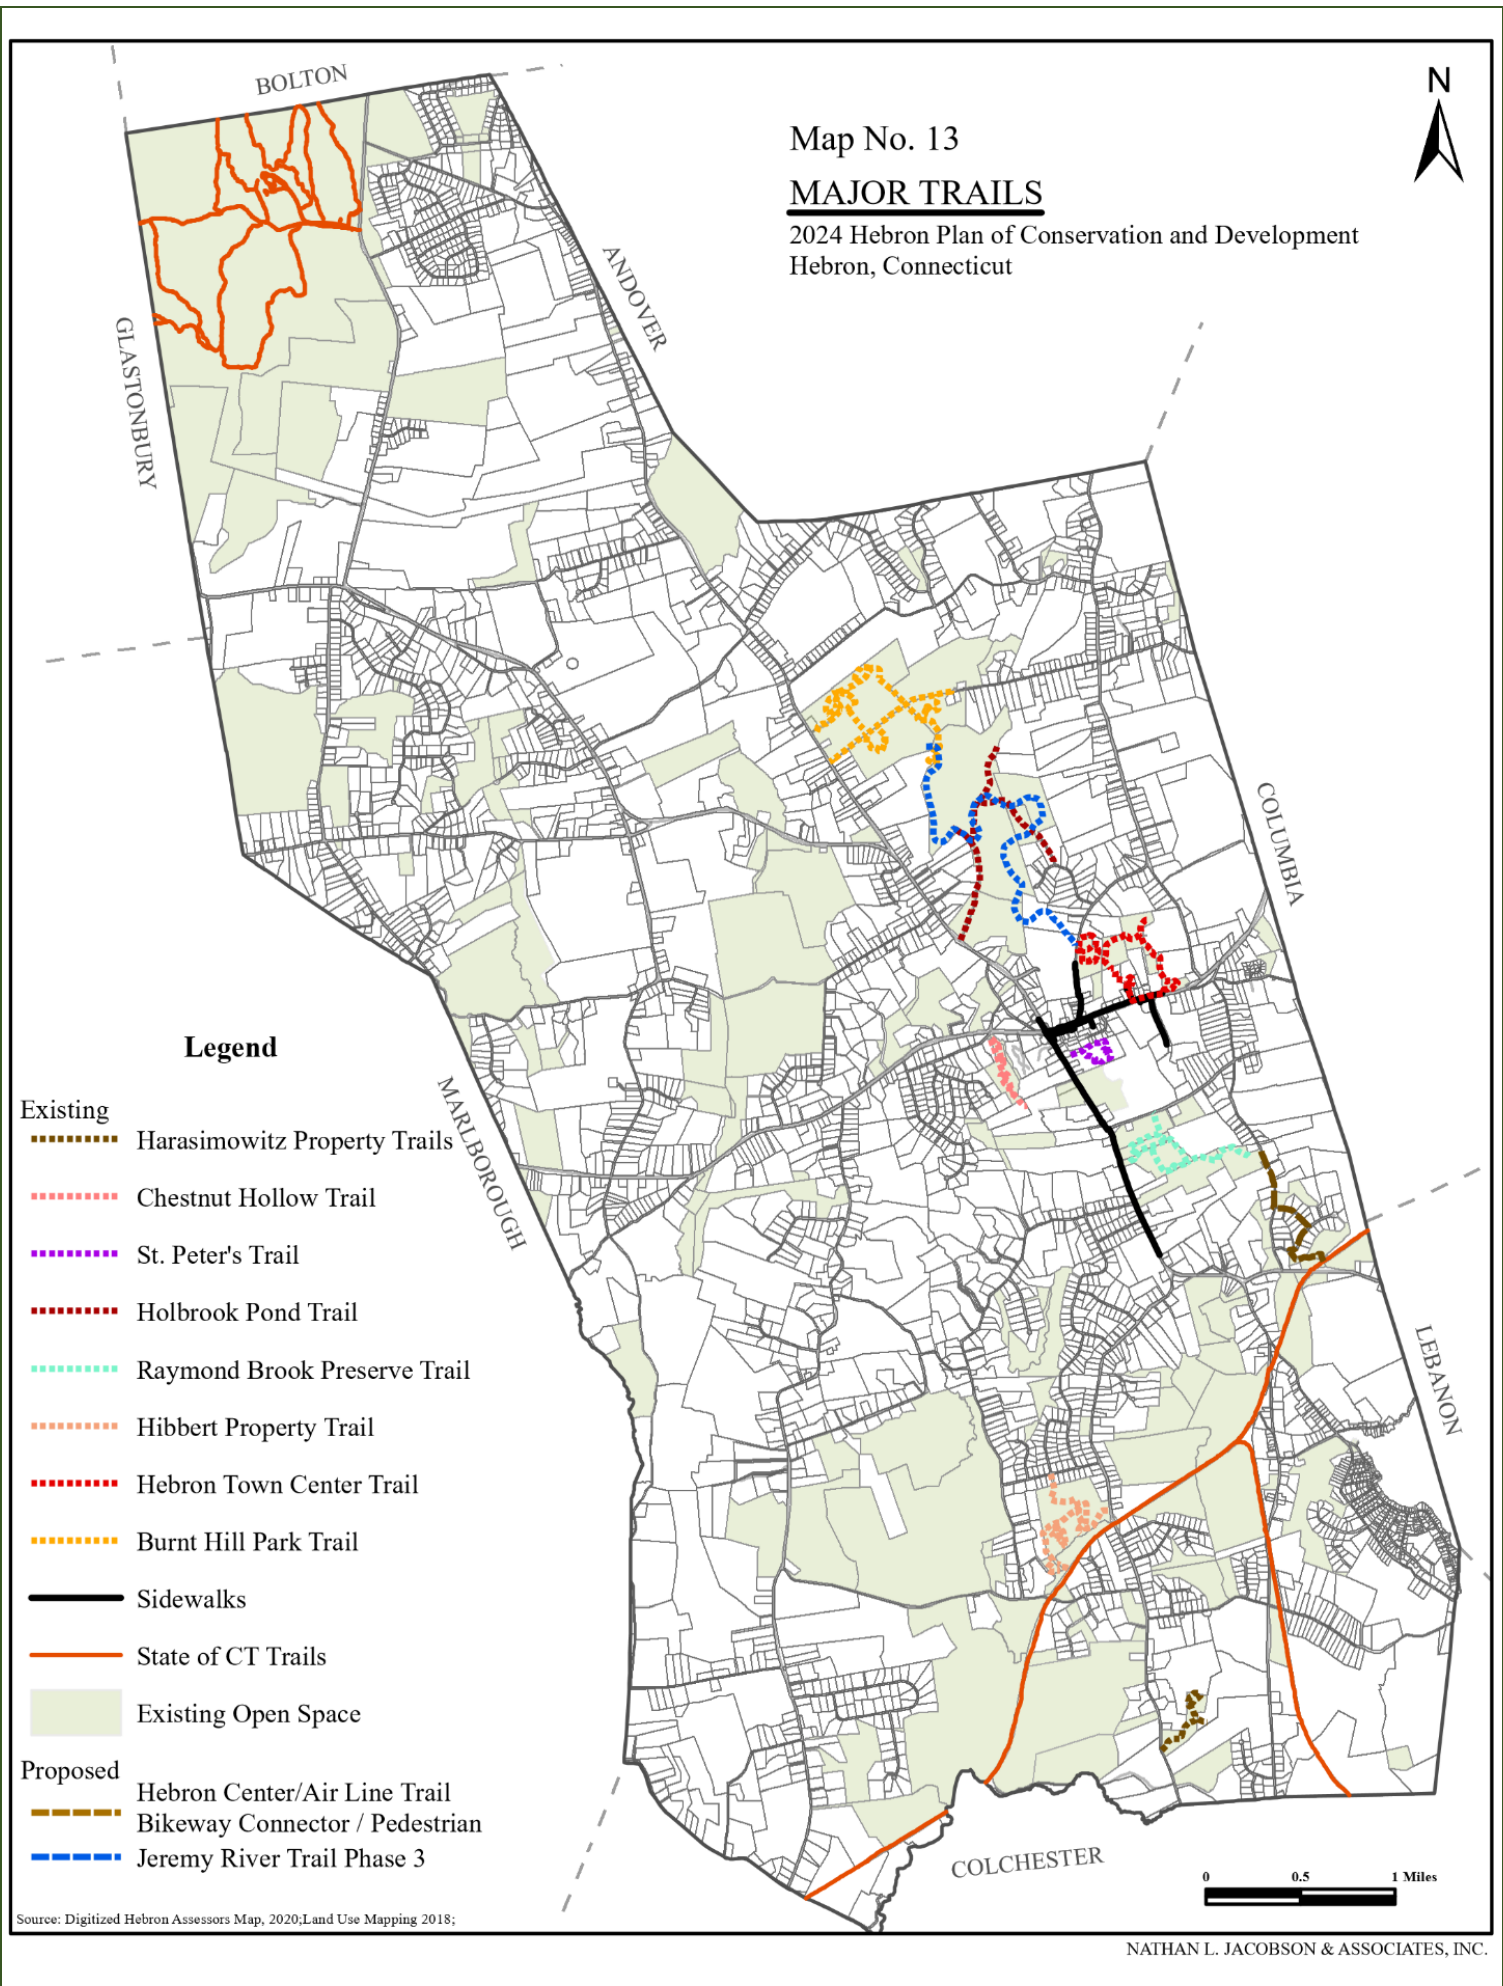 BOLTON
N
Map No. 13
MAJOR TRAILS
2024 Hebron Plan of Conservation and Development
Hebron, Connecticut
ANDOVER
GLASTONBURY
COLUMBIA
MARLBOROUGH
LEBANON
COLCHESTER
Legend
Existing
Harasimowitz Property Trails
Chestnut Hollow Trail
St. Peter's Trail
Holbrook Pond Trail
Raymond Brook Preserve Trail
Hibbert Property Trail
Hebron Town Center Trail
Burnt Hill Park Trail
Sidewalks
State of CT Trails
Existing Open Space
Proposed
Hebron Center/Air Line Trail
Bikeway Connector / Pedestrian
Jeremy River Trail Phase 3
0 0.5 1 Miles
Source: Digitized Hebron Assessors Map, 2020;Land Use Mapping 2018;
NATHAN L. JACOBSON & ASSOCIATES, INC.